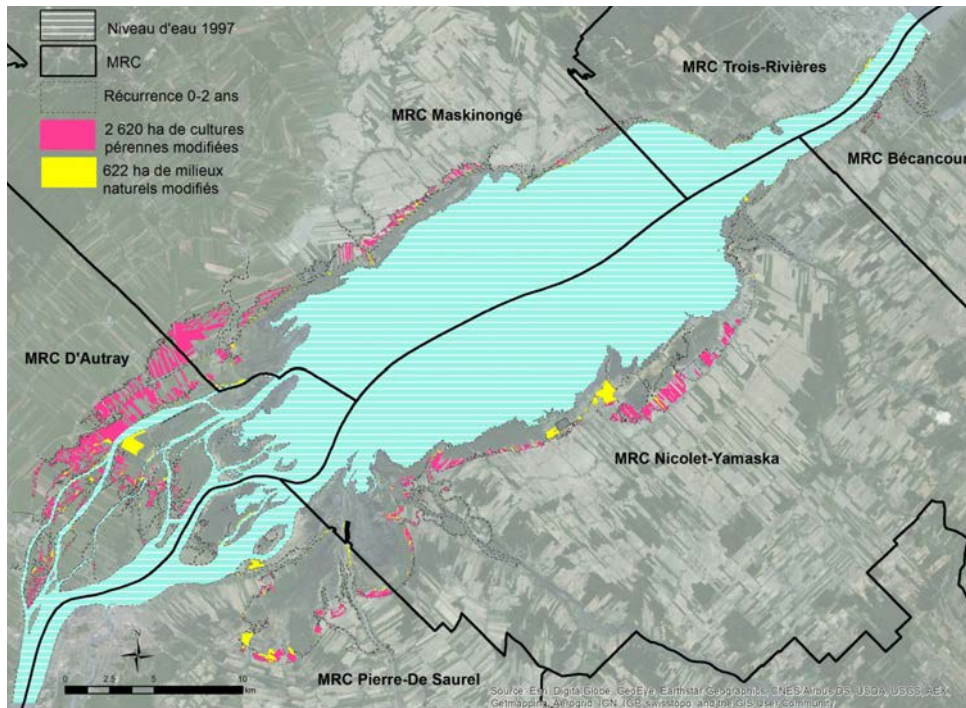 Niveau d'eau 1997
MRC
Récurrence 0-2 ans
2 620 ha de cultures
pérennes modifiées
622 ha de milieux
naturels modifiés
MRC Trois-Rivières
MRC Maskinongé
MRC Bécancour
MRC D'Autray
MRC Nicolet-Yamaska
MRC Pierre-De Saurel
N
0 2.5 5 10
km
Source: Esri, DigitalGlobe, GeoEye, Earthstar Geographics, CNES/Airbus DS, USDA, USGS, AEX,
Getmapping, Aerogrid, IGN, IGP, swisstopo, and the GIS User Community